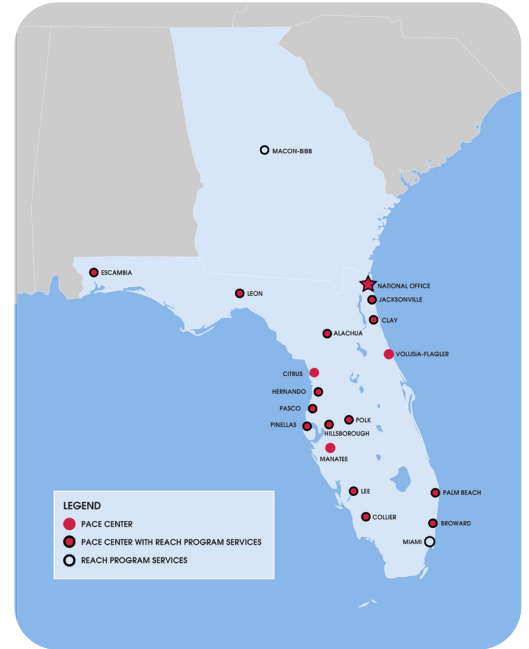 MACON-BIBB
ESCAMBIA
LEON
NATIONAL OFFICE
JACKSONVILLE
CLAY
ALACHUA
VOLUSIA-FLAGLER
CITRUS
HERNANDO
PASCO
POLK
PINELLAS
HILLSBOROUGH
MANATEE
LEE
PALM BEACH
COLLIER
BROWARD
MIAMI
LEGEND
PACE CENTER
PACE CENTER WITH REACH PROGRAM SERVICES
REACH PROGRAM SERVICES